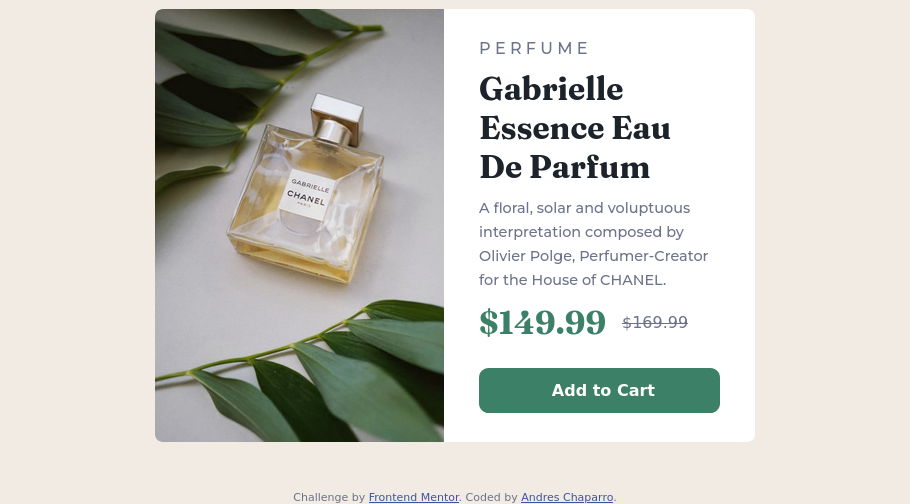 GABRIELLE
CHANEL
PARIS
PERFUME
Gabrielle
Essence Eau
De Parfum
A floral, solar and voluptuous
interpretation composed by
Olivier Polge, Perfumer-Creator
for the House of CHANEL.
$149.99 $169.99
Add to Cart
Challenge by Frontend Mentor. Coded by Andres Chaparro.